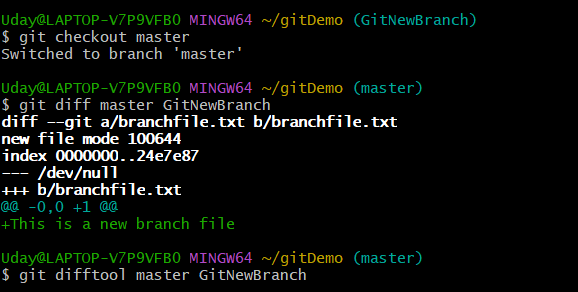 Uday@LAPTOP-V7P9VFB0 MINGW64 ~/gitDemo (GitNewBranch)
$ git checkout master
Switched to branch 'master'
Uday@LAPTOP-V7P9VFB0 MINGW64 ~/gitDemo (master)
$ git diff master GitNewBranch
diff --git a/branchfile.txt b/branchfile.txt
new file mode 100644
index 0000000..24e7e87
--- /dev/null
+++ b/branchfile.txt
@@ -0,0 +1 @@
+This is a new branch file
Uday@LAPTOP-V7P9VFB0 MINGW64 ~/gitDemo (master)
$ git difftool master GitNewBranch